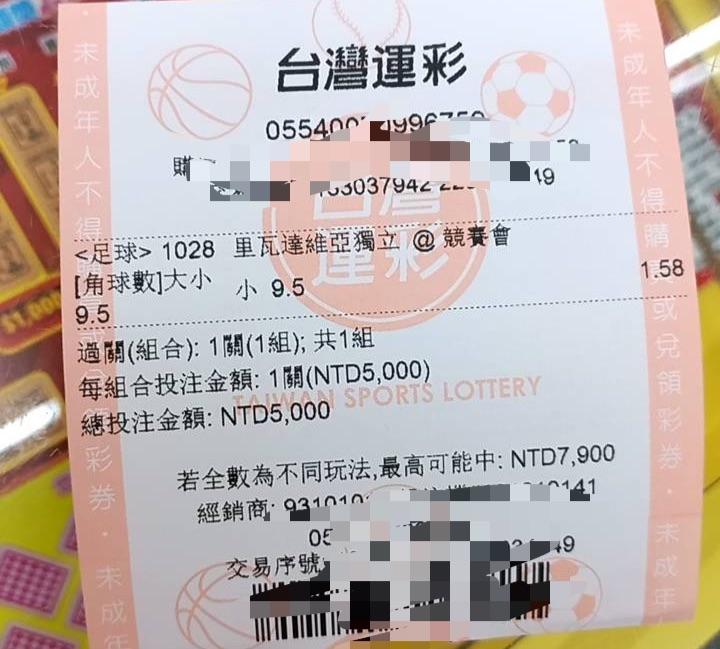 台灣運彩
<足球> 1028 里瓦達維亞獨立 @ 競賽會
[角球數]大小 小 9.5 1.58
9.5
過關(組合): 1關(1組); 共1組
每組合投注金額: 1關(NTD5,000)
TAIWAN SPORTS LOTTERY
總投注金額: NTD5,000
若全數為不同玩法,最高可能中: NTD7,900
經銷商:
交易序號:
未成年人不得購買或兌領彩券